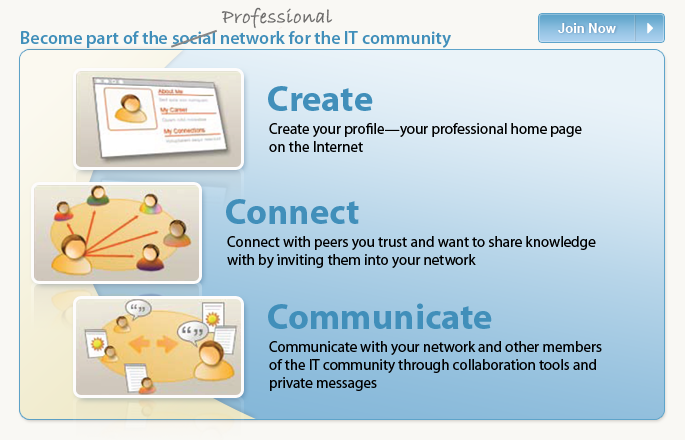 Professional
Become part of the social network for the IT community
Join Now
About Me
My Career
My Connections
Create
Create your profile—your professional home page
on the Internet
Connect
Connect with peers you trust and want to share knowledge
with by inviting them into your network
Communicate
Communicate with your network and other members
of the IT community through collaboration tools and
private messages